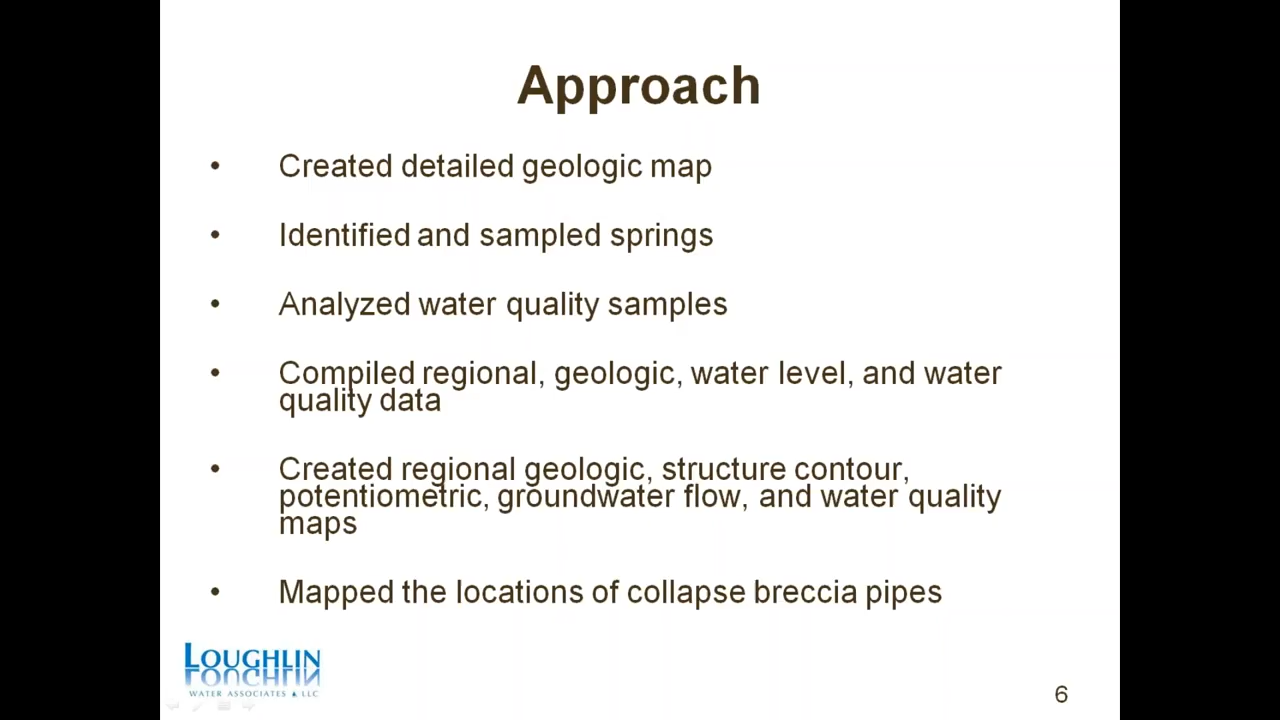 Approach
• Created detailed geologic map
• Identified and sampled springs
• Analyzed water quality samples
• Compiled regional, geologic, water level, and water
quality data
• Created regional geologic, structure contour,
potentiometric, groundwater flow, and water quality
maps
• Mapped the locations of collapse breccia pipes
LOUGHLIN
WATER ASSOCIATES LLC
6